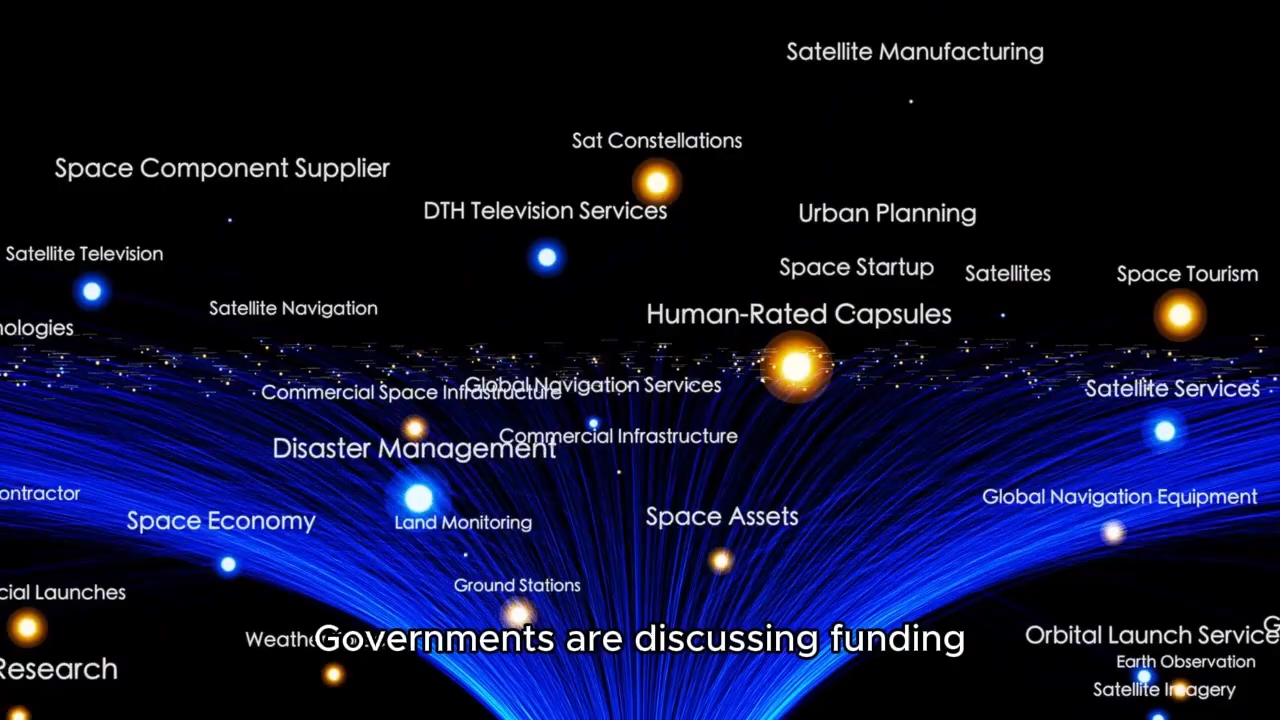 Satellite Manufacturing
Sat Constellations
Space Component Supplier
DTH Television Services
Urban Planning
Satellite Television
Space Startup
Satellites
Space Tourism
Satellite Navigation
Human-Rated Capsules
nologies
Commercial Space Infrastructure
Global Navigation Services
Satellite Services
Commercial Infrastructure
Disaster Management
ontractor
Global Navigation Equipment
Space Economy
Land Monitoring
Space Assets
Ground Stations
cial Launches
Governments are discussing funding
Orbital Launch Service
Research
Earth Observation
Satellite Imagery